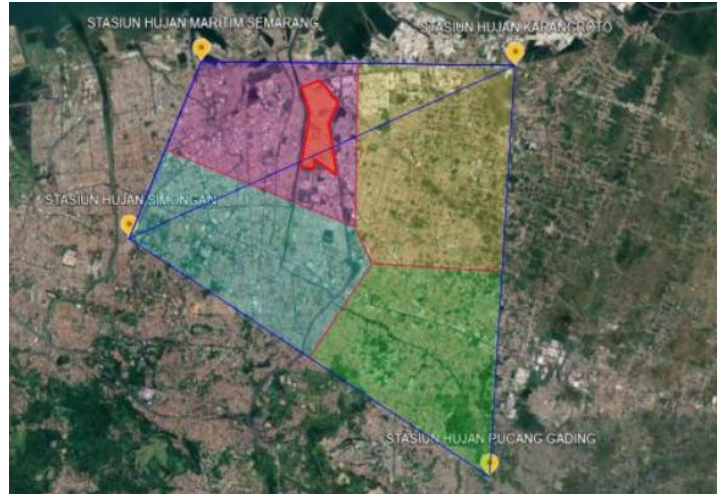 STASIUN HUJAN MARITIM SEMARANG
STASIUN HUJAN KARANGROTO
STASIUN HUJAN SIMONGAN
STASIUN HUJAN PUCANG GADING